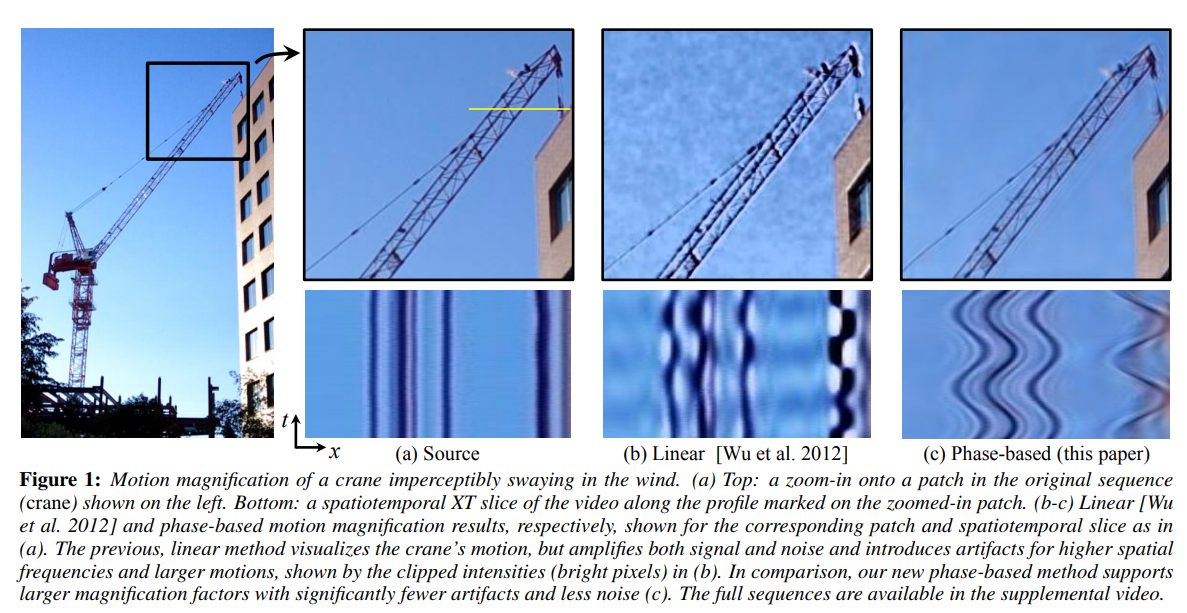 t
x
(a) Source
(b) Linear [Wu et al. 2012]
(c) Phase-based (this paper)
Figure 1: Motion magnification of a crane imperceptibly swaying in the wind. (a) Top: a zoom-in onto a patch in the original sequence
(crane) shown on the left. Bottom: a spatiotemporal XT slice of the video along the profile marked on the zoomed-in patch. (b-c) Linear [Wu
et al. 2012] and phase-based motion magnification results, respectively, shown for the corresponding patch and spatiotemporal slice as in
(a). The previous, linear method visualizes the crane's motion, but amplifies both signal and noise and introduces artifacts for higher spatial
frequencies and larger motions, shown by the clipped intensities (bright pixels) in (b). In comparison, our new phase-based method supports
larger magnification factors with significantly fewer artifacts and less noise (c). The full sequences are available in the supplemental video.